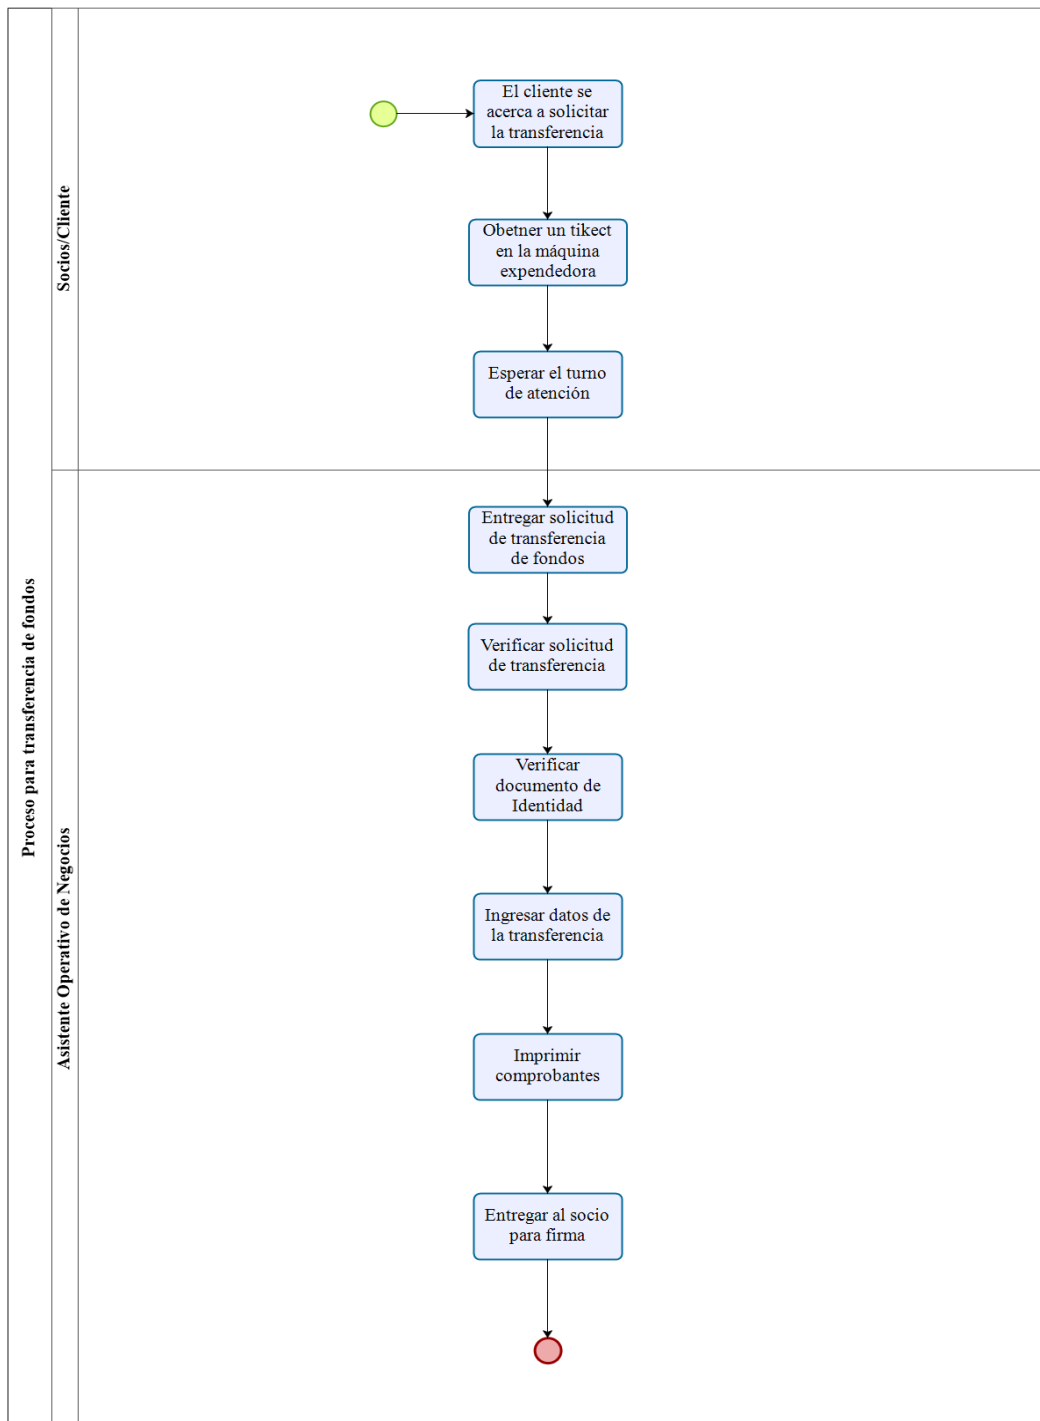 Proceso para transferencia de fondos
Socios/Cliente
El cliente se
acerca a solicitar
la transferencia
Obetner un tikect
en la máquina
expendedora
Esperar el turno
de atención
Asistente Operativo de Negocios
Entregar solicitud
de transferencia
de fondos
Verificar solicitud
de transferencia
Verificar
documento de
Identidad
Ingresar datos de
la transferencia
Imprimir
comprobantes
Entregar al socio
para firma